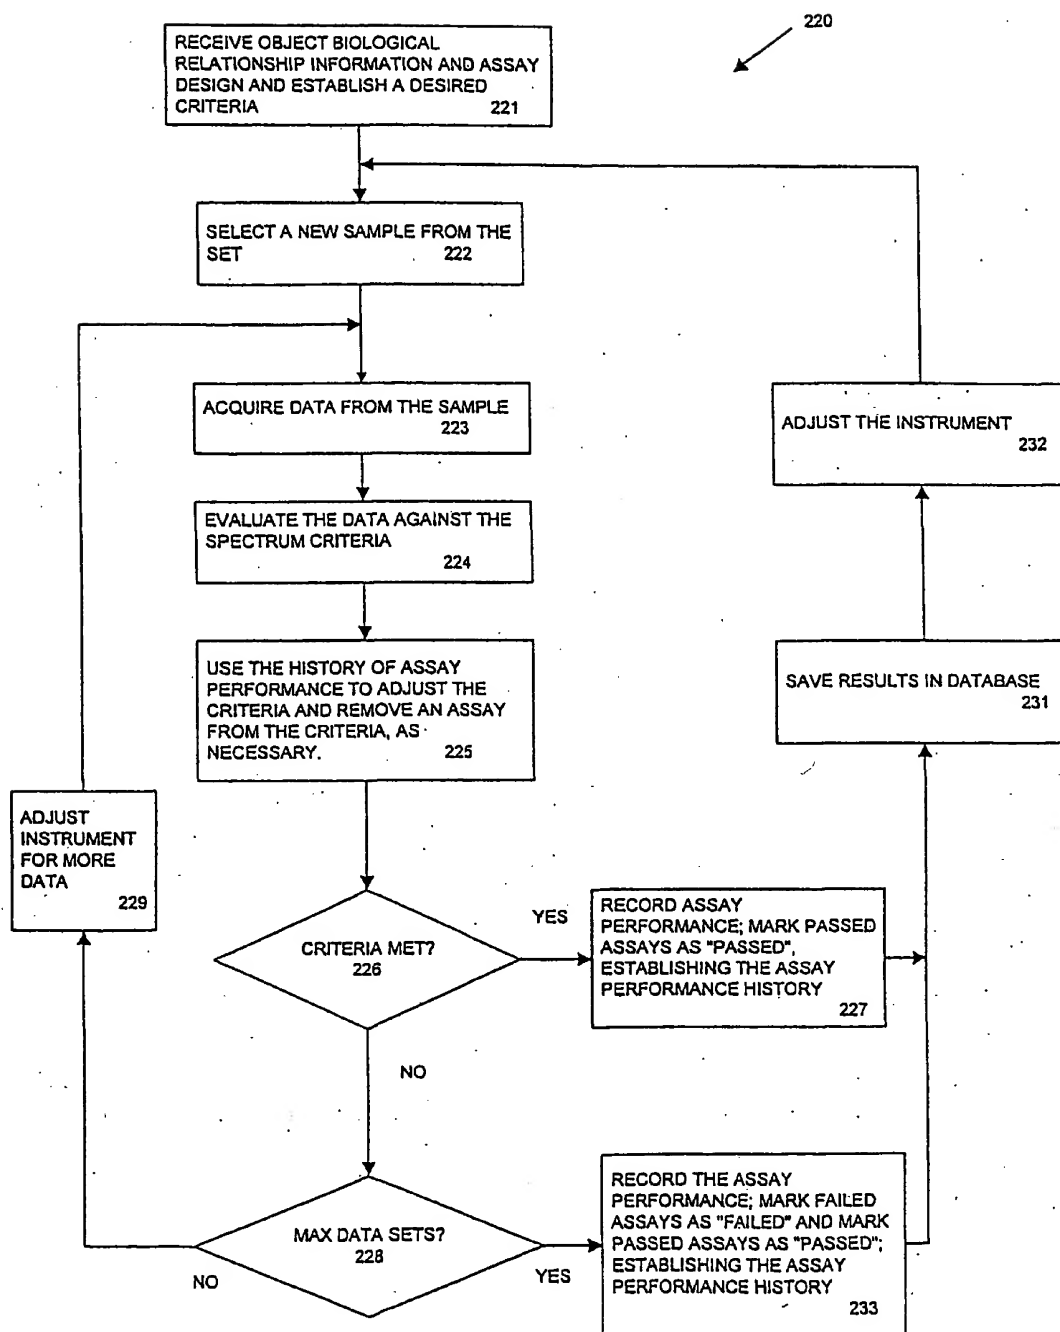 220
RECEIVE OBJECT BIOLOGICAL
RELATIONSHIP INFORMATION AND ASSAY
DESIGN AND ESTABLISH A DESIRED
CRITERIA 221
SELECT A NEW SAMPLE FROM THE
SET 222
ACQUIRE DATA FROM THE SAMPLE
223
ADJUST THE INSTRUMENT
232
EVALUATE THE DATA AGAINST THE
SPECTRUM CRITERIA
224
USE THE HISTORY OF ASSAY
PERFORMANCE TO ADJUST THE
CRITERIA AND REMOVE AN ASSAY
FROM THE CRITERIA, AS
NECESSARY. 225
SAVE RESULTS IN DATABASE
231
ADJUST
INSTRUMENT
FOR MORE
DATA
229
CRITERIA MET?
226
YES
RECORD ASSAY
PERFORMANCE; MARK PASSED
ASSAYS AS "PASSED",
ESTABLISHING THE ASSAY
PERFORMANCE HISTORY
227
NO
MAX DATA SETS?
228
NO
YES
RECORD THE ASSAY
PERFORMANCE; MARK FAILED
ASSAYS AS "FAILED" AND MARK
PASSED ASSAYS AS "PASSED";
ESTABLISHING THE ASSAY
PERFORMANCE HISTORY
233